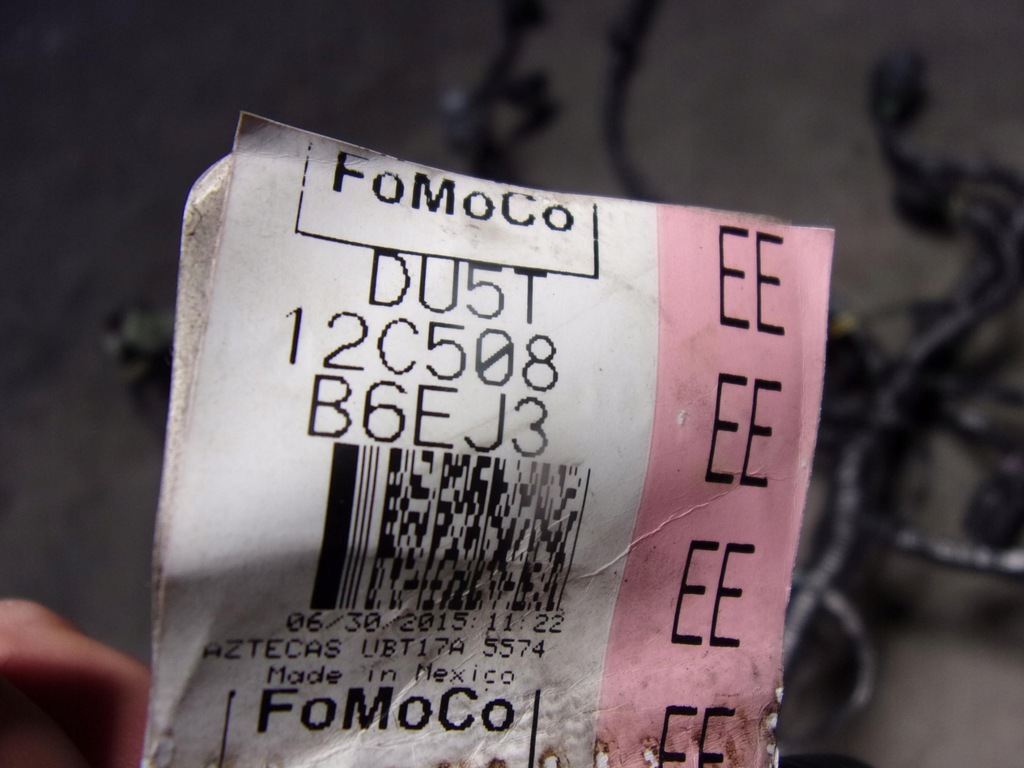 FoMoCo
DU5T
12C508
B6EJ3
06/30/2015:11:22
AZTECAS UBT17A 5574
Made in Mexico
FoMoCo
EE
EE
EE
EE